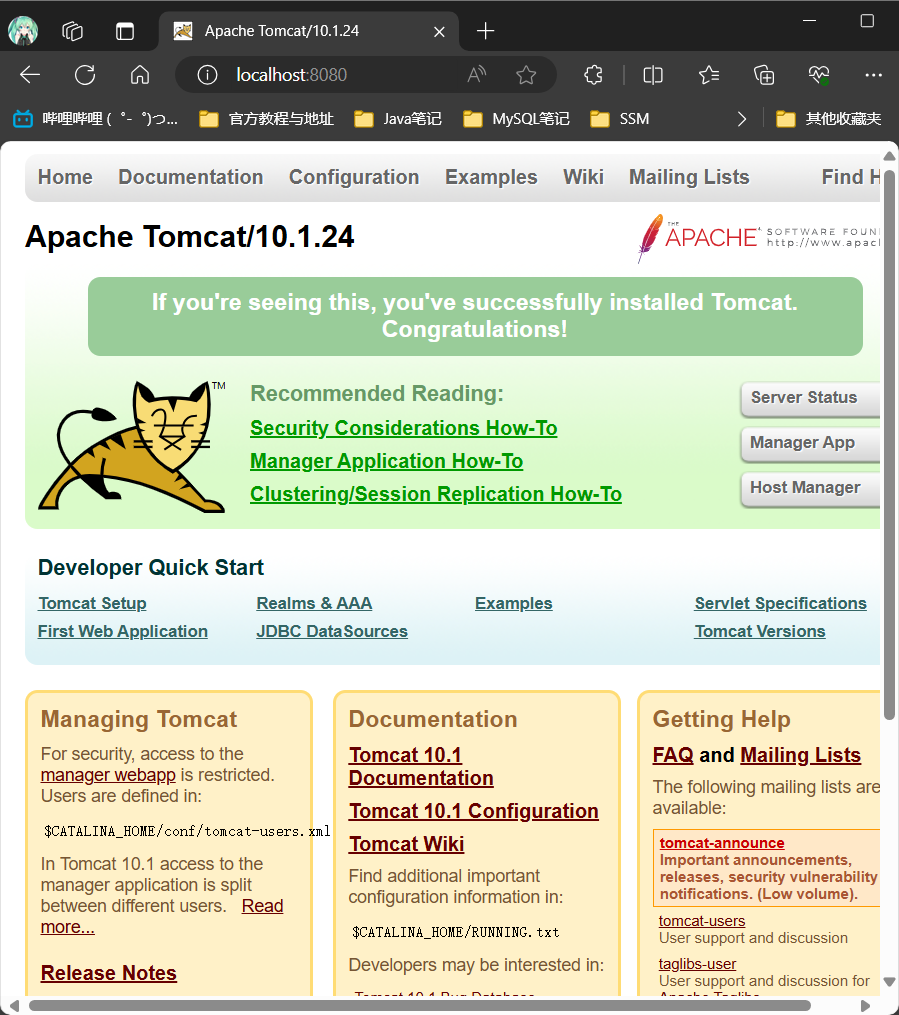 Apache Tomcat/10.1.24
localhost:8080
哔哩哔哩 (゜-゜)つ...
官方教程与地址
Java笔记
MySQL笔记
SSM
其他收藏夹
Home Documentation Configuration Examples Wiki Mailing Lists Find H
Apache Tomcat/10.1.24
THE
APACHE
SOFTWARE FOUN
http://www.apacl
If you're seeing this, you've successfully installed Tomcat.
Congratulations!
TM
Recommended Reading:
Security Considerations How-To
Manager Application How-To
Clustering/Session Replication How-To
Server Status
Manager App
Host Manager
Developer Quick Start
Tomcat Setup
First Web Application
Realms & AAA
JDBC DataSources
Examples
Servlet Specifications
Tomcat Versions
Managing Tomcat
For security, access to the
manager webapp is restricted.
Users are defined in:
$CATALINA_HOME/conf/tomcat-users.xml
In Tomcat 10.1 access to the
manager application is split
between different users. Read
more...
Release Notes
Documentation
Tomcat 10.1
Documentation
Tomcat 10.1 Configuration
Tomcat Wiki
Find additional important
configuration information in:
$CATALINA_HOME/RUNNING.txt
Developers may be interested in:
Tomcat 10.1 Bug Database
Getting Help
FAQ and Mailing Lists
The following mailing lists are
available:
tomcat-announce
Important announcements,
releases, security vulnerability
notifications. (Low volume).
tomcat-users
User support and discussion
taglibs-user
User support and discussion for
Apache Taglibs